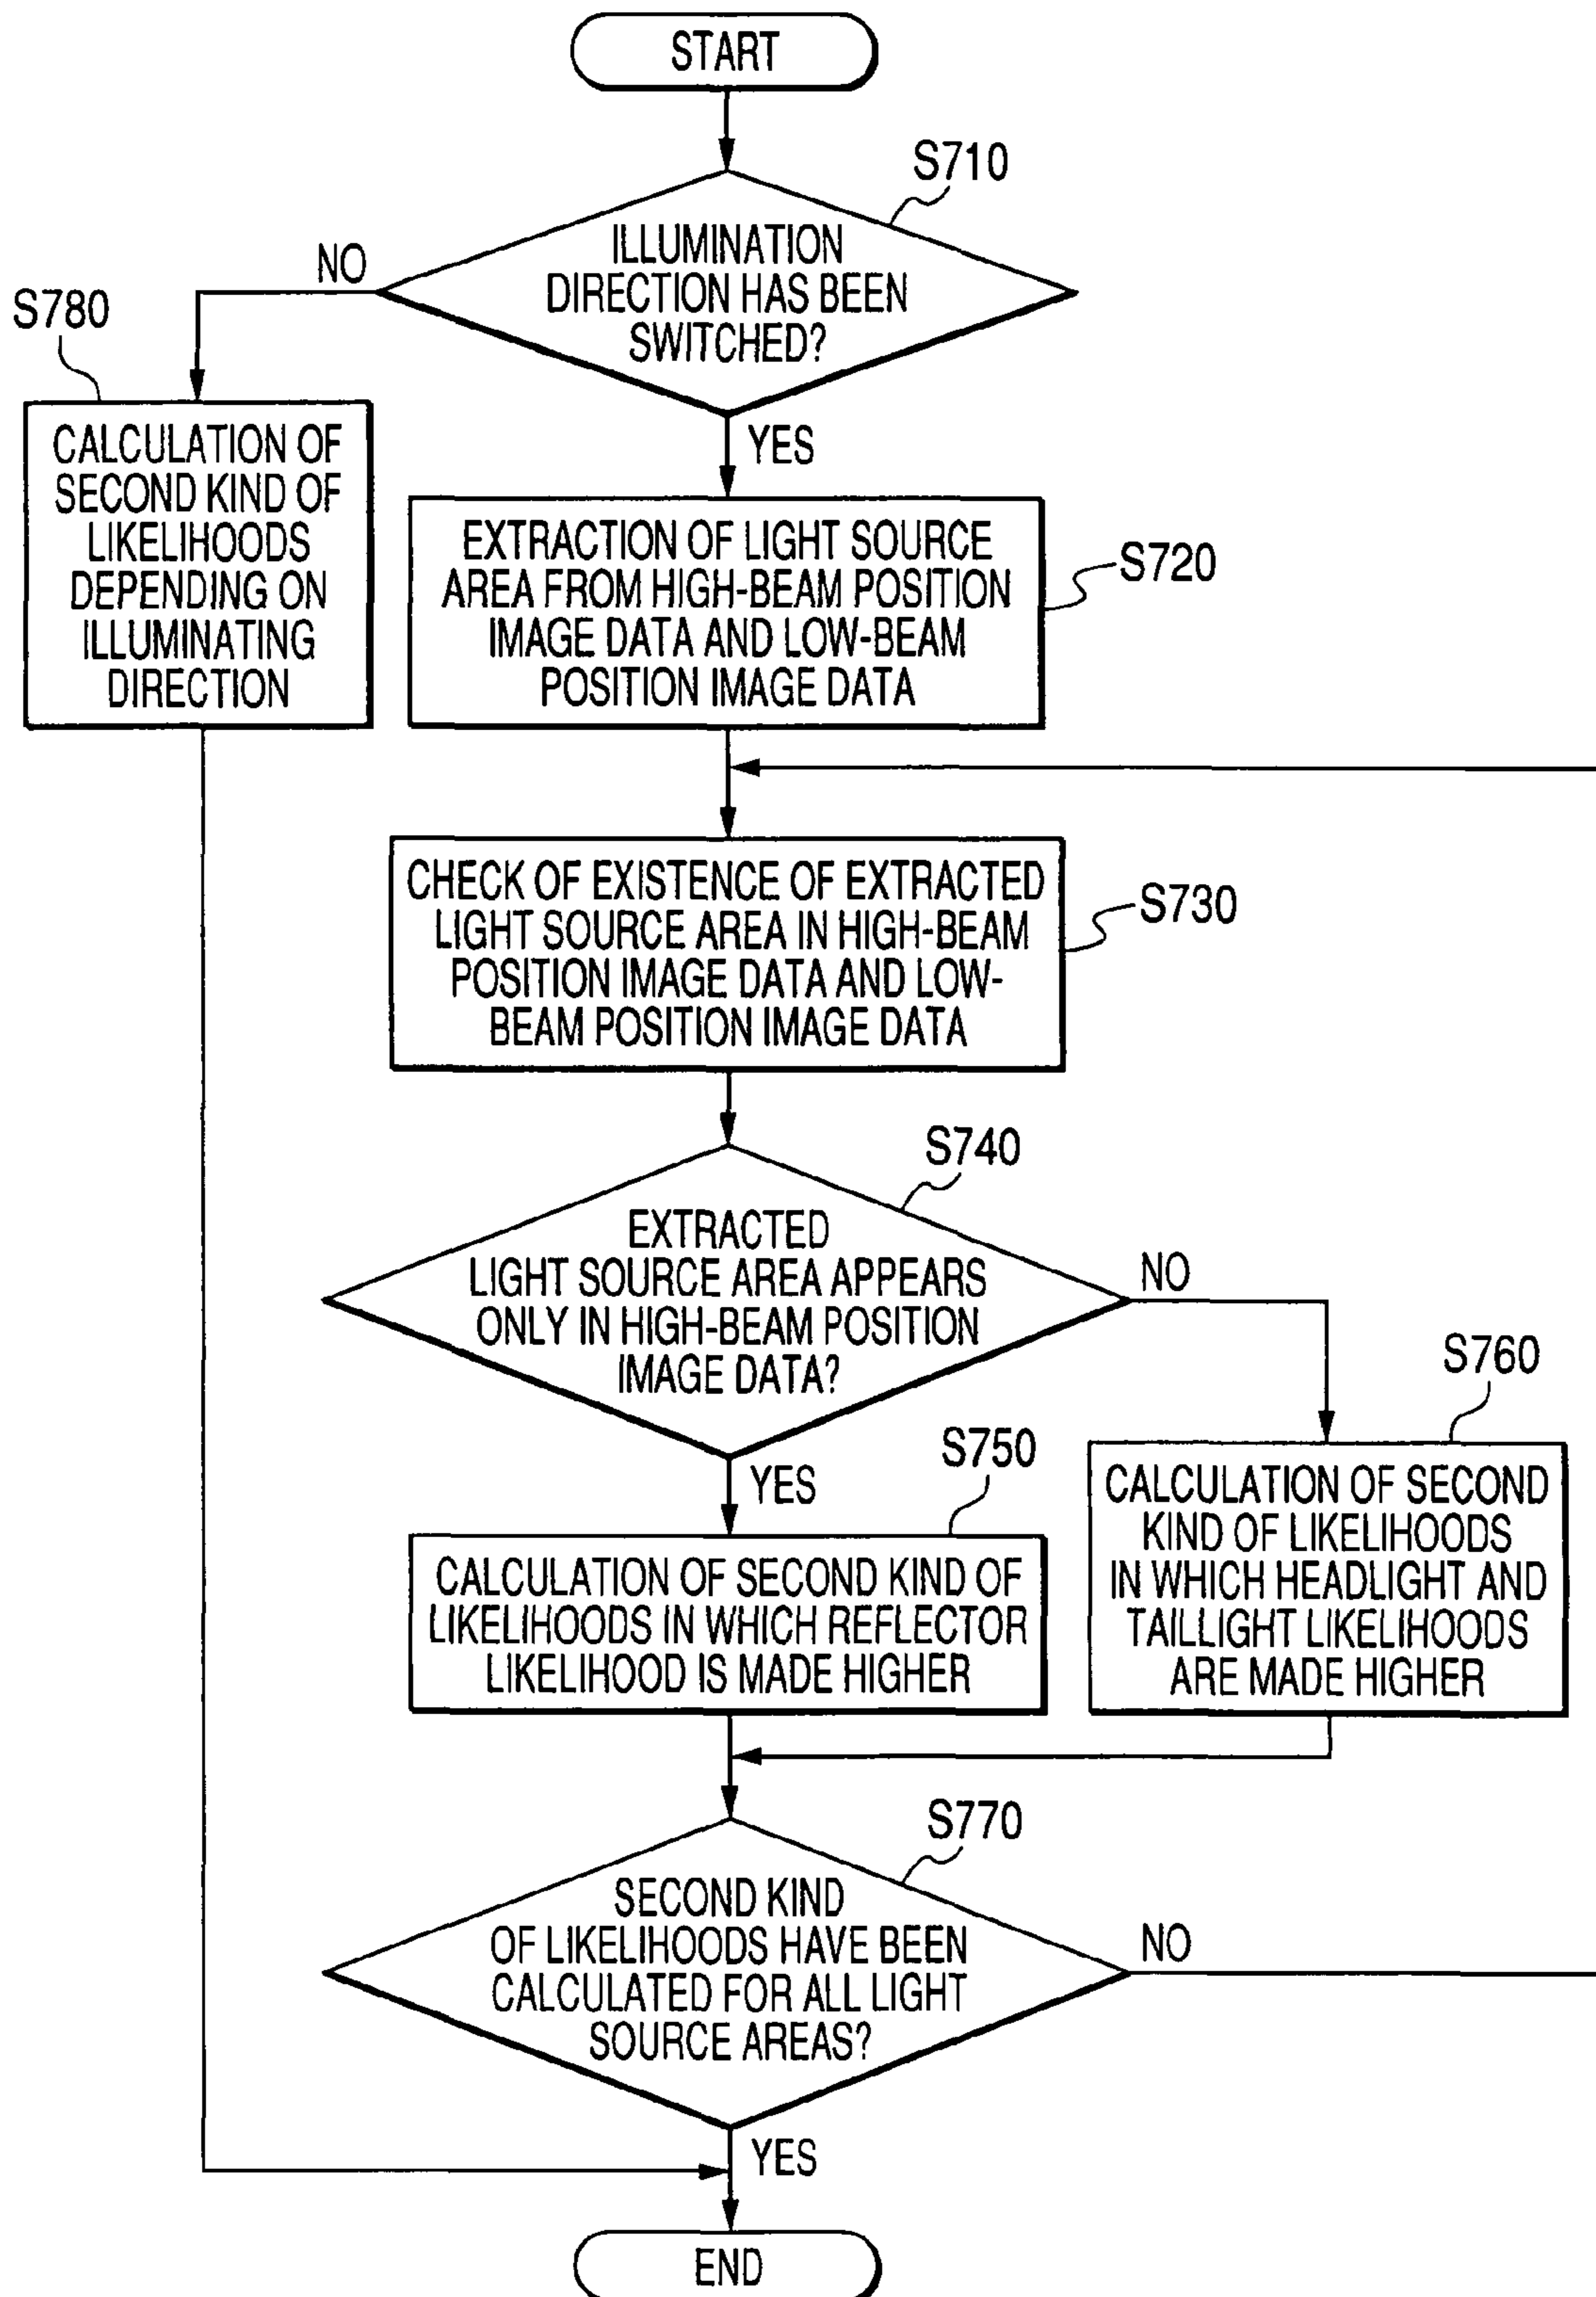 START
S710
ILLUMINATION
DIRECTION HAS BEEN
SWITCHED?
NO
YES
S780
CALCULATION OF
SECOND KIND OF
LIKELIHOODS
DEPENDING ON
ILLUMINATING
DIRECTION
EXTRACTION OF LIGHT SOURCE
AREA FROM HIGH-BEAM POSITION
IMAGE DATA AND LOW-BEAM
POSITION IMAGE DATA
S720
CHECK OF EXISTENCE OF EXTRACTED
LIGHT SOURCE AREA IN HIGH-BEAM
POSITION IMAGE DATA AND LOW-
BEAM POSITION IMAGE DATA
S730
S740
EXTRACTED
LIGHT SOURCE AREA APPEARS
ONLY IN HIGH-BEAM POSITION
IMAGE DATA?
NO
YES
S750
CALCULATION OF SECOND KIND OF
LIKELIHOODS IN WHICH REFLECTOR
LIKELIHOOD IS MADE HIGHER
S760
CALCULATION OF SECOND
KIND OF LIKELIHOODS
IN WHICH HEADLIGHT AND
TAILLIGHT LIKELIHOODS
ARE MADE HIGHER
S770
SECOND KIND
OF LIKELIHOODS HAVE BEEN
CALCULATED FOR ALL LIGHT
SOURCE AREAS?
NO
YES
END